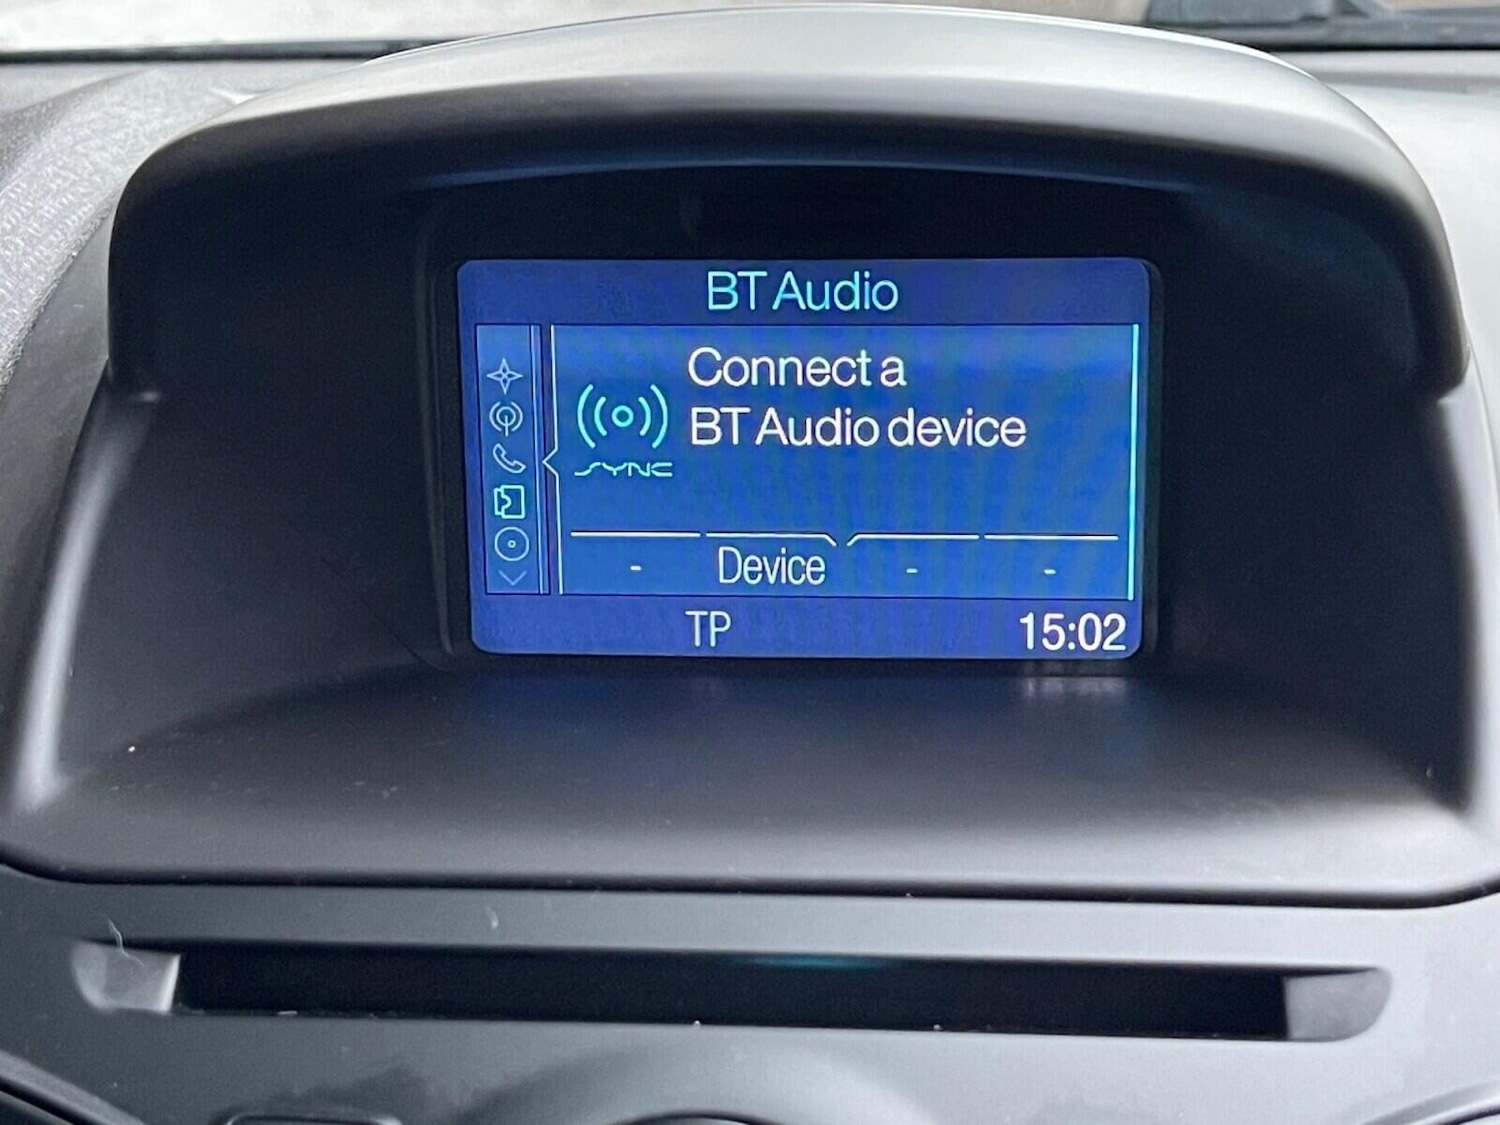 BT Audio
Connect a
BT Audio device
SYNC
- Device - -
TP 15:02